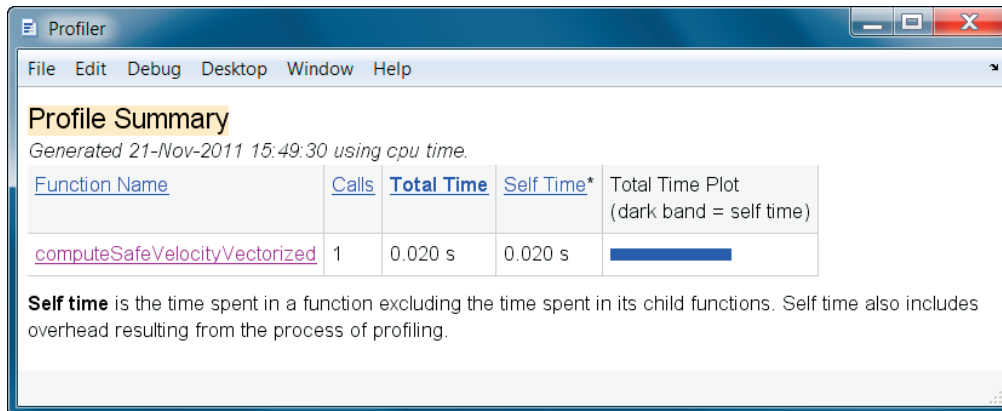 Profiler
File Edit Debug Desktop Window Help
Profile Summary
Generated 21-Nov-2011 15:49:30 using cpu time.
Function Name Calls Total Time Self Time* Total Time Plot
(dark band = self time)
computeSafeVelocityVectorized 1 0.020 s 0.020 s
Self time is the time spent in a function excluding the time spent in its child functions. Self time also includes
overhead resulting from the process of profiling.